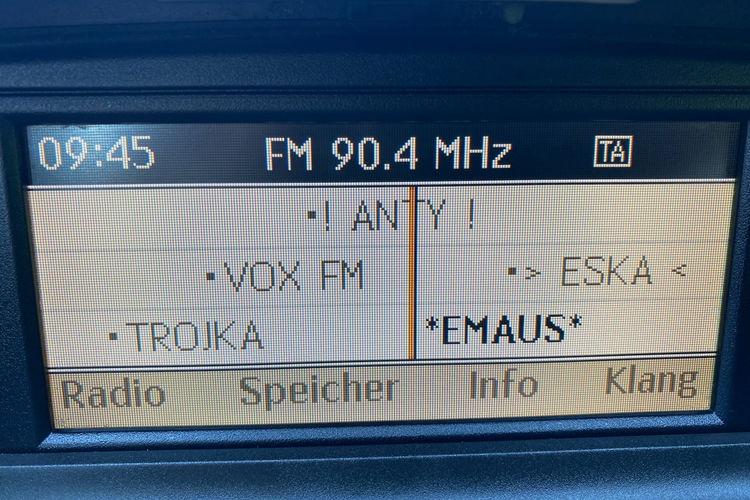 09:45 FM 90.4 MHz TA
▪! ANTY !
▪VOX FM ▪> ESKA <
▪TROJKA *EMAUS*
Radio Speicher Info Klang